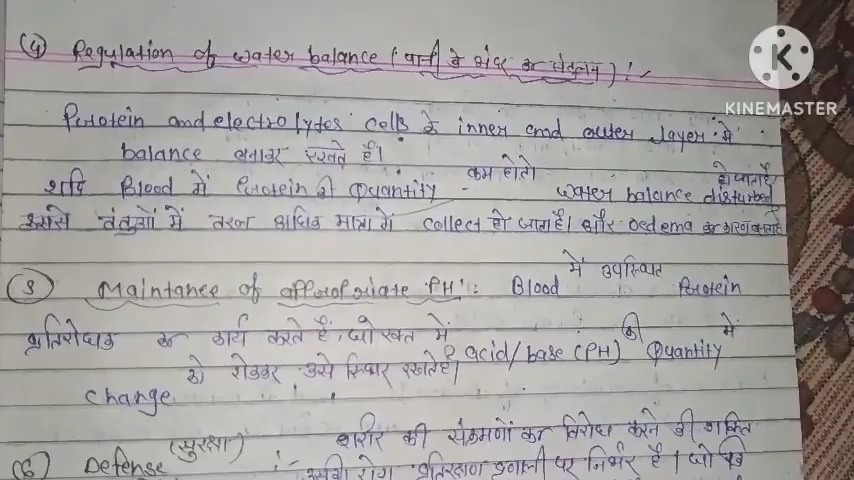 KINEMASTER
(4) Regulation of water balance (पानी के अंदर का संतुलन) :-
Protein and electrolytes cells के inner and outer layer में
balance बनाकर रखते है।
यदि Blood में Protein की Quantity कम होतो water balance disturbed हो जाता है
इससे तंतुओं में तरल अधिक मात्रा में collect हो जाता है। और oedema का कारण बनता है
Maintance of appropriate PH : Blood में उपस्थित Protein
प्रतिरोधक का कार्य करते हैं, जो रक्त में acid/base (PH) की Quantity में
change को रोककर उसे स्थिर रखते है।
(6) Defense (सुरक्षा) :- शरीर की संक्रमणों का विरोध करने की शक्ति
उसकी रोग प्रतिरक्षण प्रणाली पर निर्भर है। जो